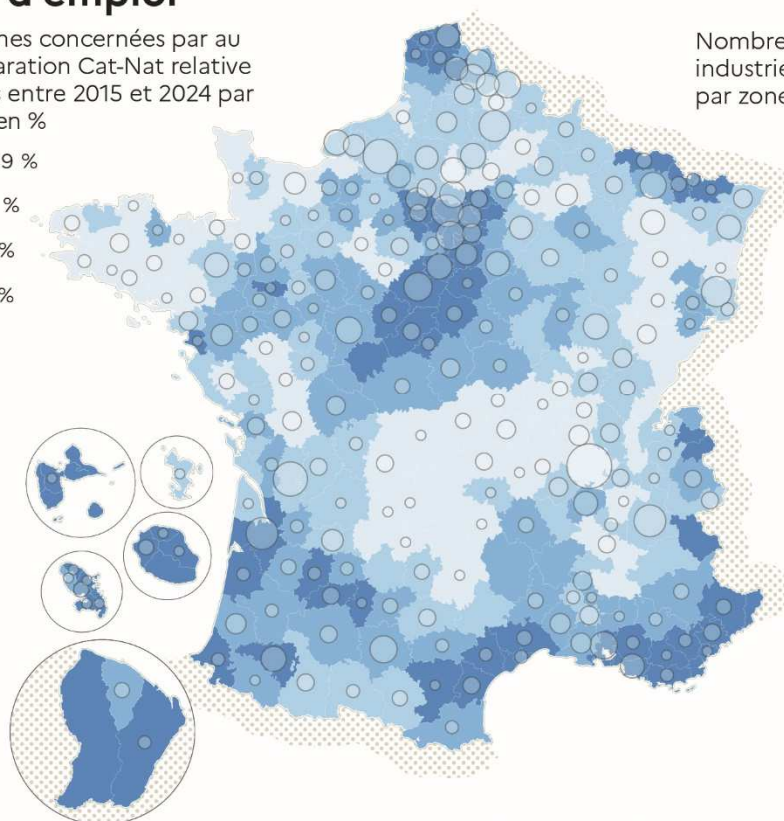 d'emploi
nes concernées par au
aration Cat-Nat relative
entre 2015 et 2024 par
en %
9 %
%
%
%
Nombre
industrie
par zone